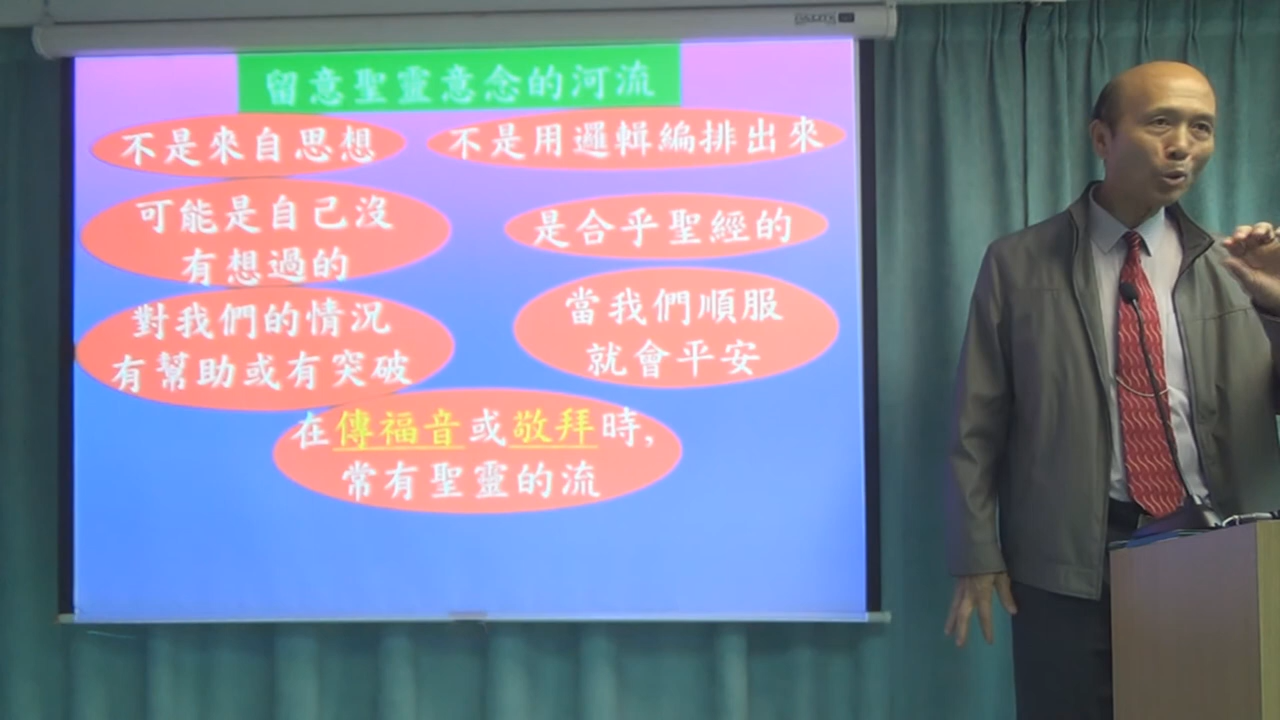 留意聖靈意念的河流
不是來自思想
不是用邏輯編排出來
可能是自己沒
有想過的
是合乎聖經的
對我們的情況
有幫助或有突破
當我們順服
就會平安
在傳福音或敬拜時,
常有聖靈的流